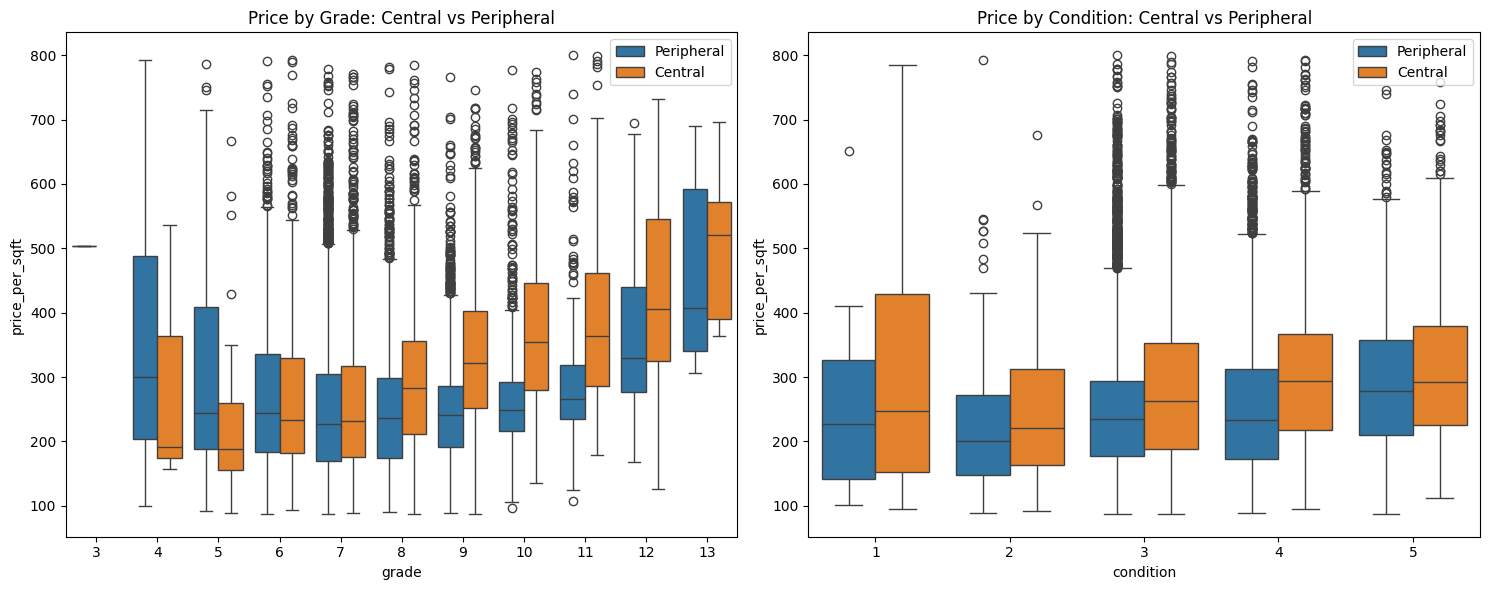 Price by Grade: Central vs Peripheral
800
700
600
500
400
300
200
100
price_per_sqft
3 4 5 6 7 8 9 10 11 12 13
grade
Peripheral
Central
Price by Condition: Central vs Peripheral
800
700
600
500
400
300
200
100
price_per_sqft
1 2 3 4 5
condition
Peripheral
Central